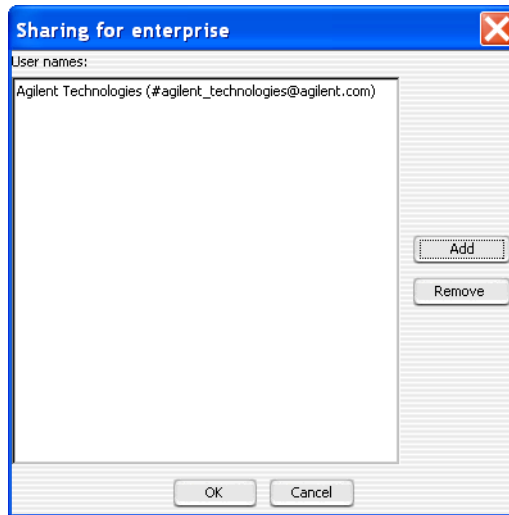 Sharing for enterprise
User names:
Agilent Technologies (#agilent_technologies@agilent.com)
Add
Remove
OK
Cancel